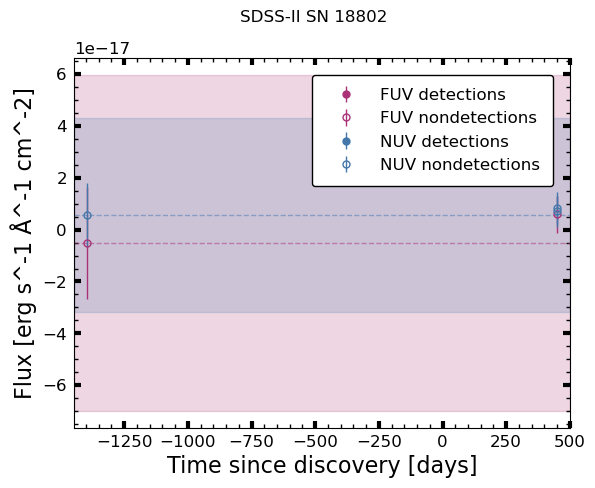 SDSS-II SN 18802
1e−17
6
4
2
0
−2
−4
−6
Flux [erg s^-1 Å^-1 cm^-2]
FUV detections
FUV nondetections
NUV detections
NUV nondetections
−1250 −1000 −750 −500 −250 0 250 500
Time since discovery [days]